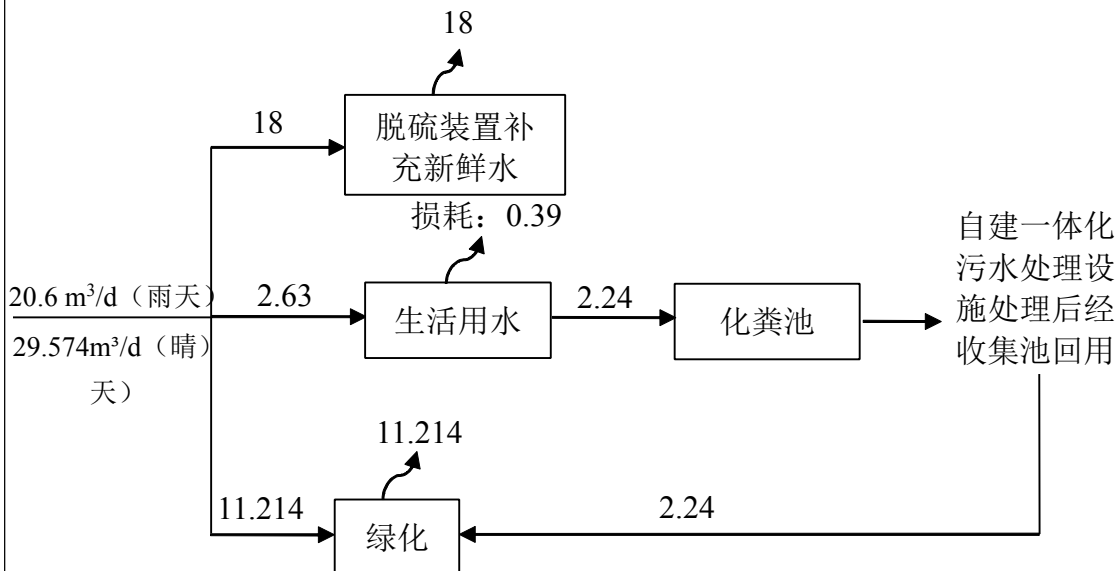 18
18
脱硫装置补
充新鲜水
损耗：0.39
自建一体化
污水处理设
施处理后经
收集池回用
20.6 m³/d（雨天）
2.63
生活用水
2.24
化粪池
29.574m³/d（晴）
天）
11.214
11.214
绿化
2.24